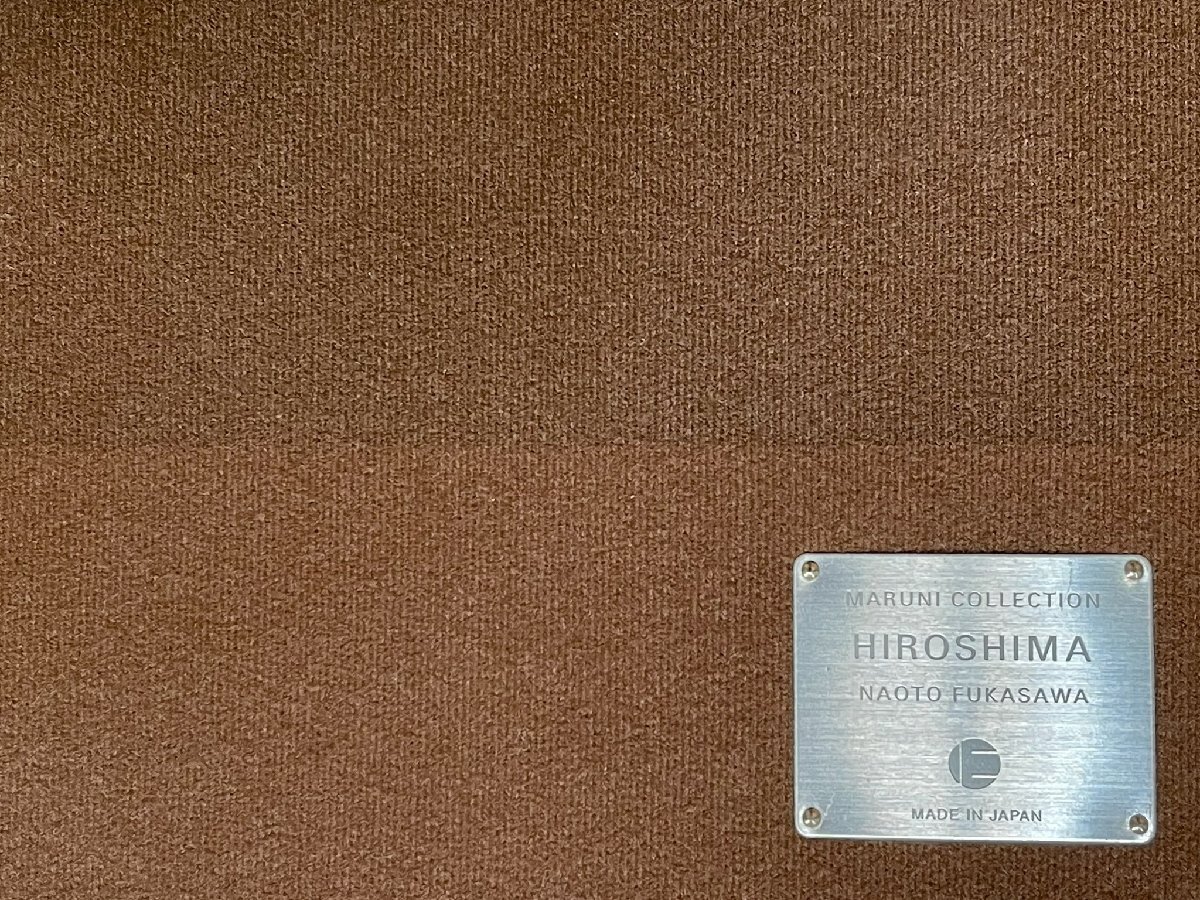 MARUNI COLLECTION
HIROSHIMA
NAOTO FUKASAWA
MADE IN JAPAN